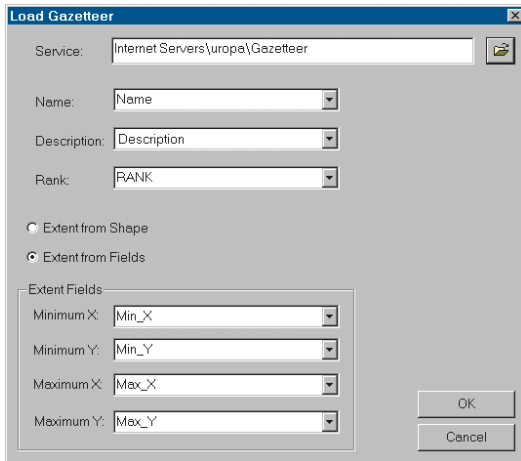 Load Gazetteer
Service: Internet Servers\uropa\Gazetteer
Name: Name
Description: Description
Rank: RANK
Extent from Shape
Extent from Fields
Extent Fields
Minimum X: Min_X
Minimum Y: Min_Y
Maximum X: Max_X
OK
Maximum Y: Max_Y
Cancel